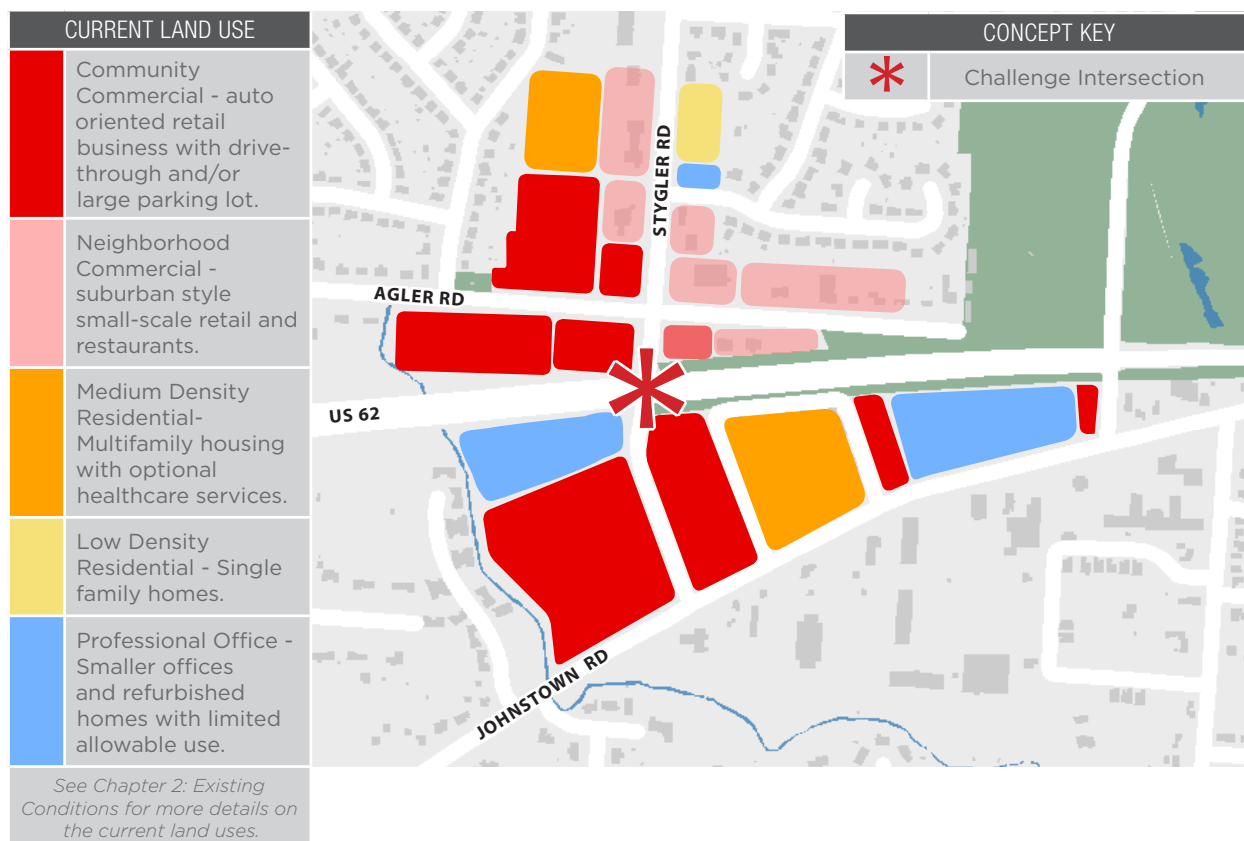 CURRENT LAND USE
Community
Commercial - auto
oriented retail
business with drive-
through and/or
large parking lot.
Neighborhood
Commercial -
suburban style
small-scale retail and
restaurants.
Medium Density
Residential-
Multifamily housing
with optional
healthcare services.
Low Density
Residential - Single
family homes.
Professional Office -
Smaller offices
and refurbished
homes with limited
allowable use.
See Chapter 2: Existing
Conditions for more details on
the current land uses.
CONCEPT KEY
Challenge Intersection
STYGLER RD
AGLER RD
US 62
JOHNSTOWN RD